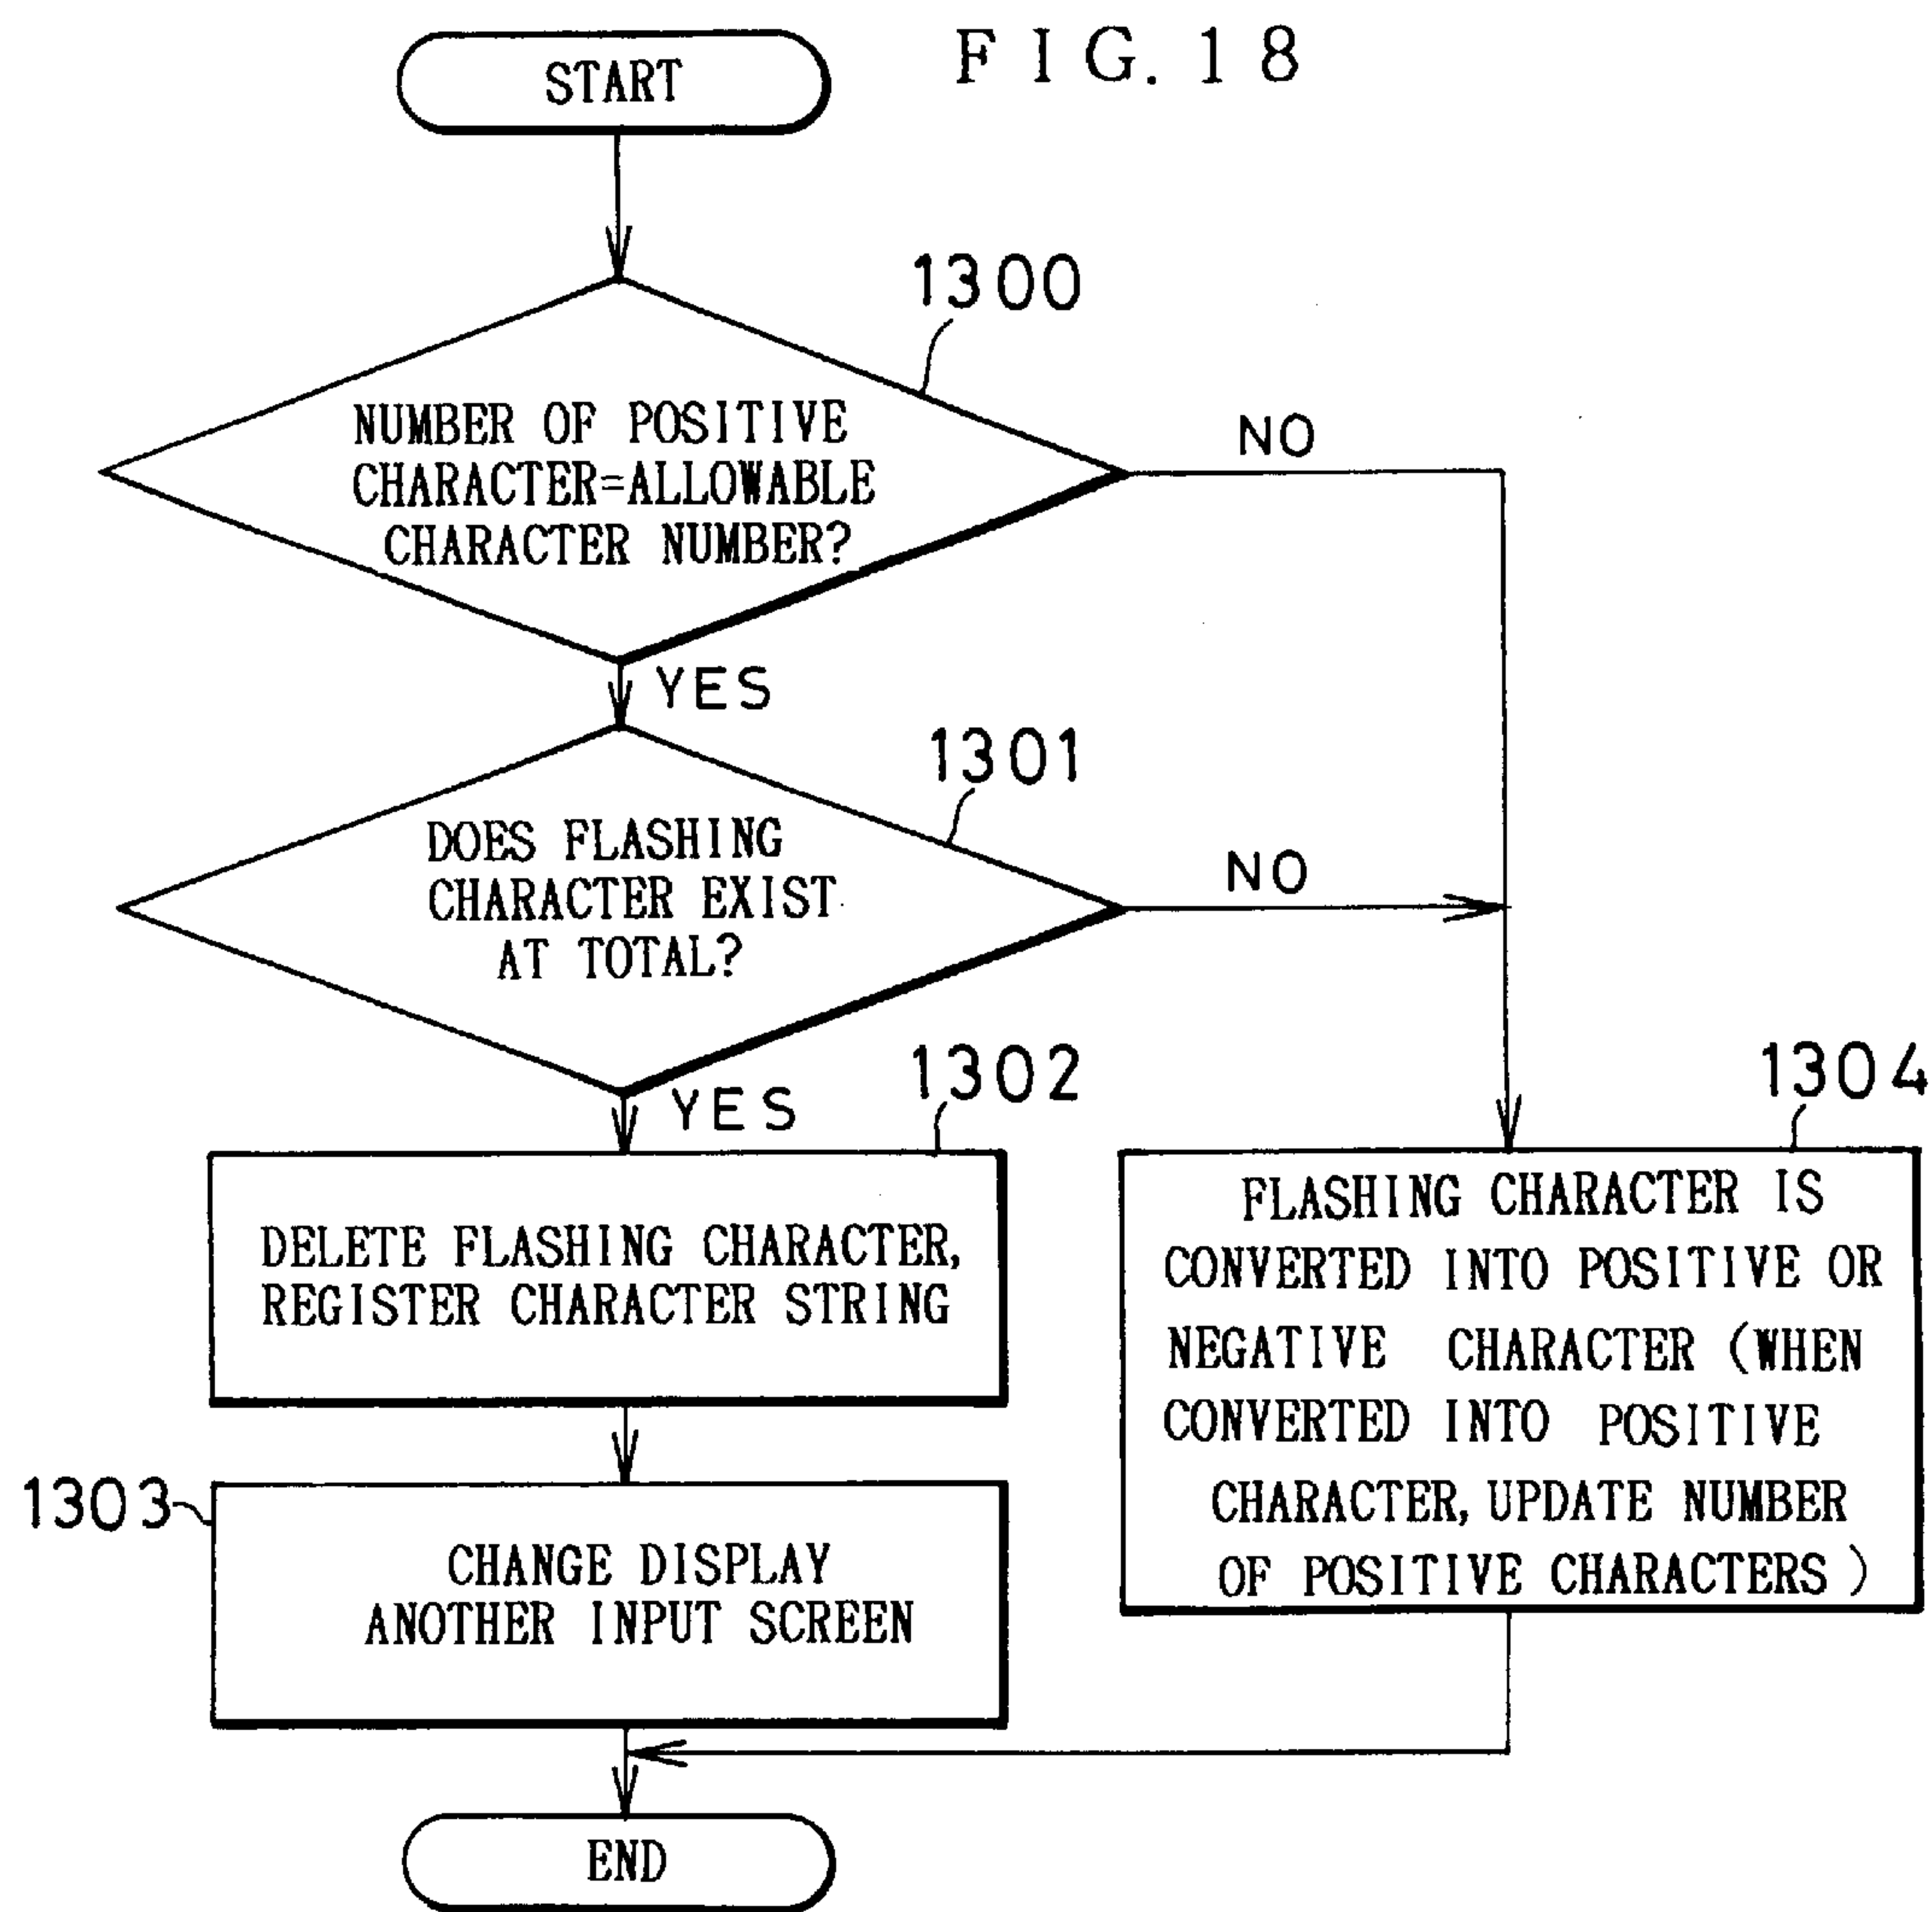 FIG. 18
START
1300
NUMBER OF POSITIVE
CHARACTER=ALLOWABLE
CHARACTER NUMBER?
NO
YES
1301
DOES FLASHING
CHARACTER EXIST
AT TOTAL?
NO
YES
1302
DELETE FLASHING CHARACTER,
REGISTER CHARACTER STRING
1304
FLASHING CHARACTER IS
CONVERTED INTO POSITIVE OR
NEGATIVE CHARACTER (WHEN
CONVERTED INTO POSITIVE
CHARACTER, UPDATE NUMBER
OF POSITIVE CHARACTERS)
1303
CHANGE DISPLAY
ANOTHER INPUT SCREEN
END